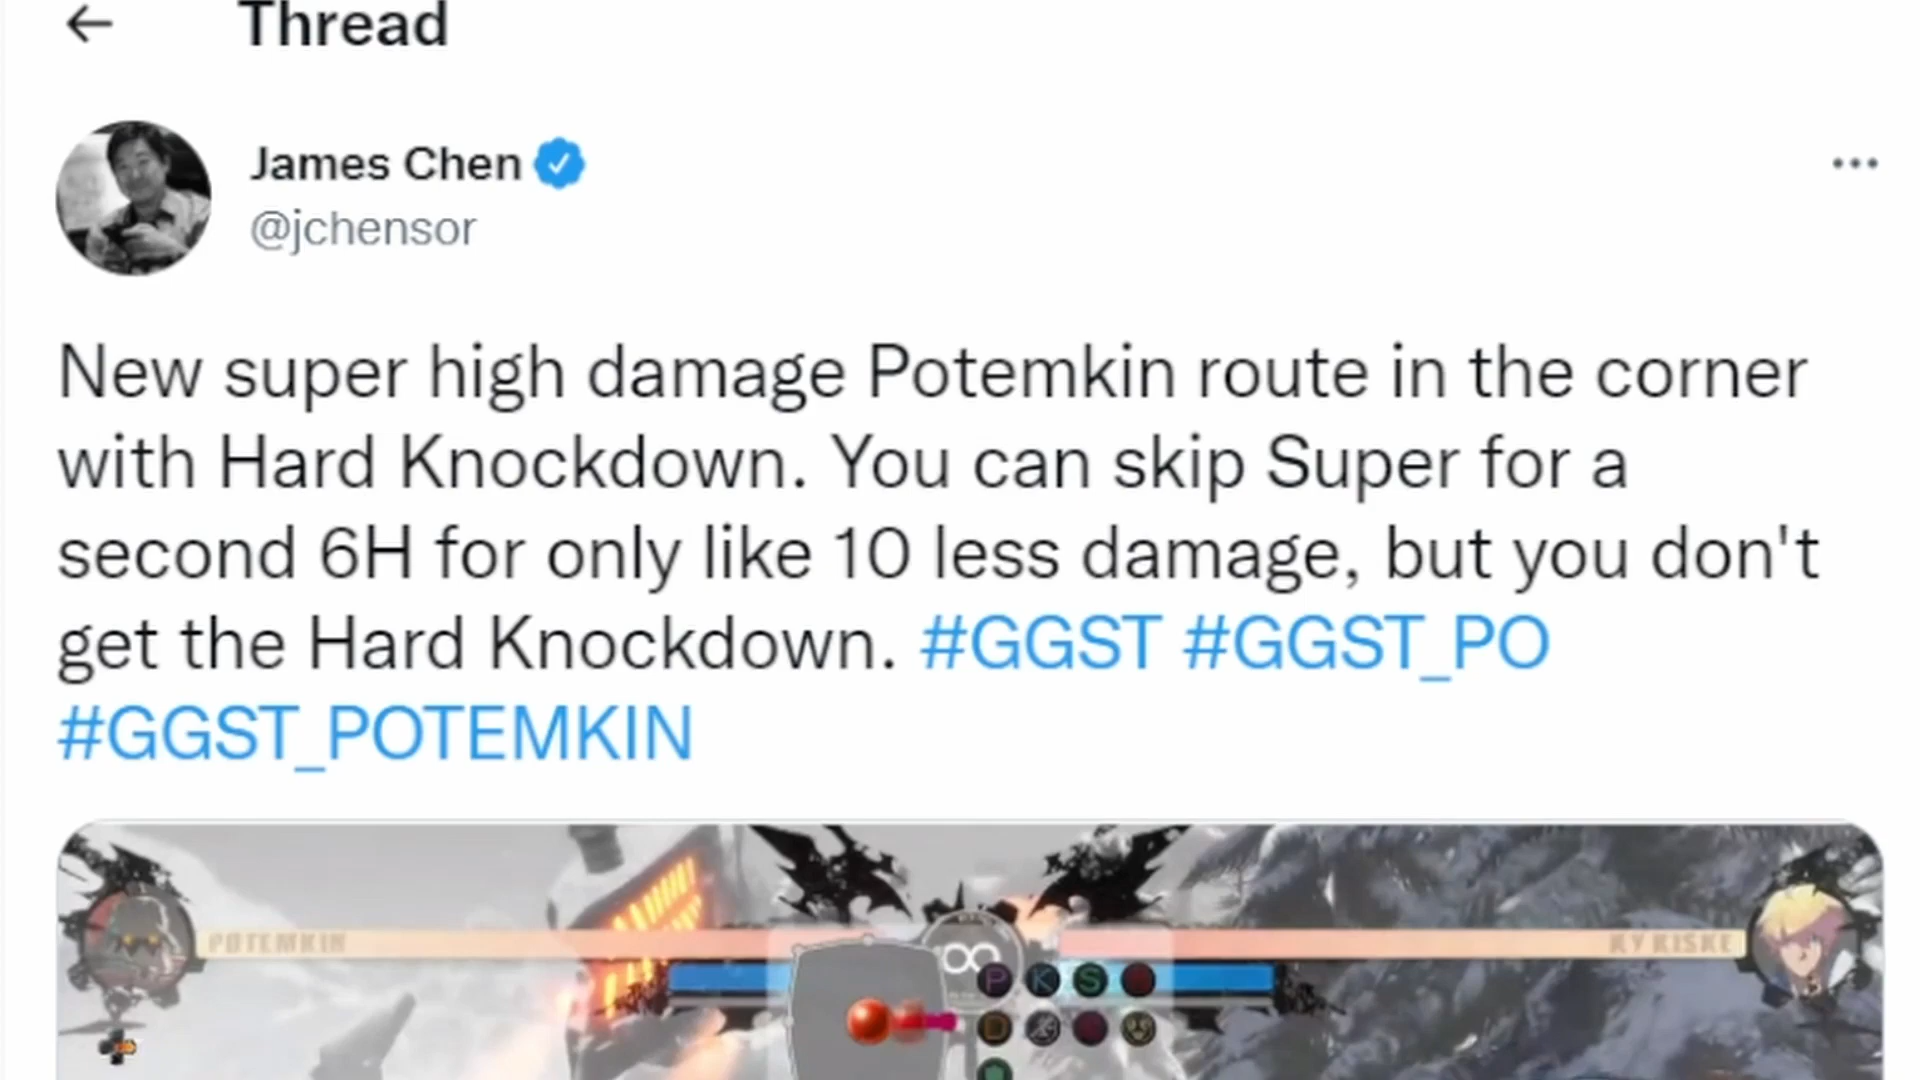 Thread
James Chen
@jchensor
New super high damage Potemkin route in the corner
with Hard Knockdown. You can skip Super for a
second 6H for only like 10 less damage, but you don't
get the Hard Knockdown. #GGST #GGST_PO
#GGST_POTEMKIN
POTEMKIN
KY KISKE
P K S
D